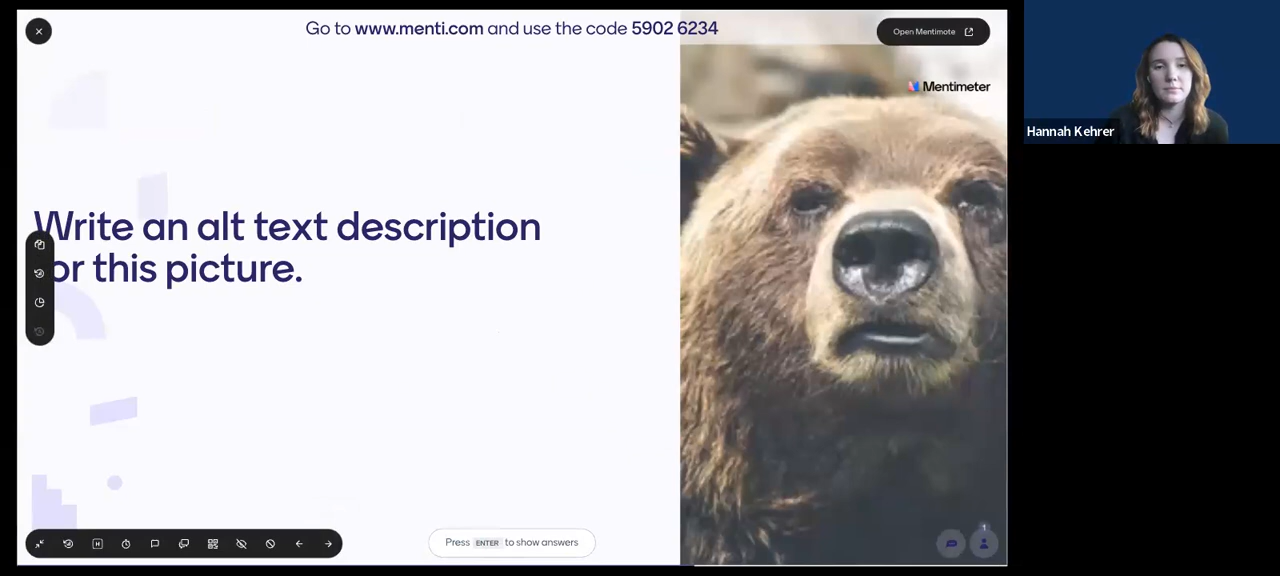 Go to www.menti.com and use the code 5902 6234
Open Mentimote
Mentimeter
Hannah Kehrer
Write an alt text description
or this picture.
Press ENTER to show answers
1